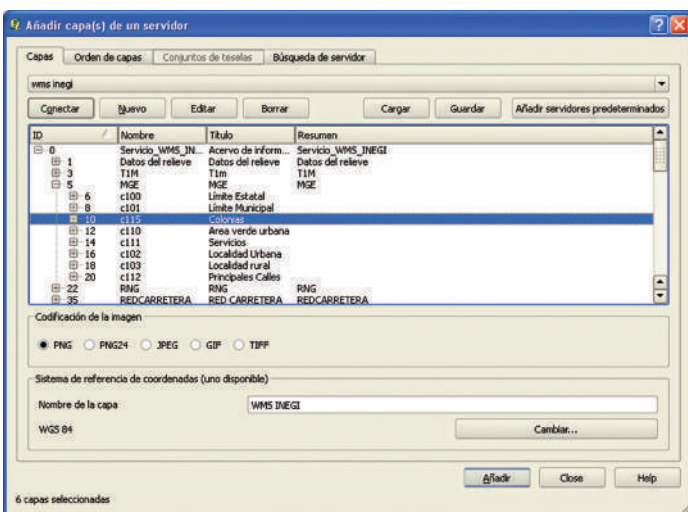 Añadir capa(s) de un servidor
Capas Orden de capas Conjuntos de teselas Búsqueda de servidor
wms inegi
Conectar Nuevo Editar Borrar Cargar Guardar Añadir servidores predeterminados
ID Nombre Título Resumen
0 Servicio_WMS_IN... Acervo de inform... Servicio_WMS_INEGI
1 Datos del relieve Datos del relieve Datos del relieve
3 T1M T1m T1M
5 MGE MGE MGE
6 c100 Límite Estatal
8 c101 Límite Municipal
10 c115 Colonias
12 c110 Area verde urbana
14 c111 Servicios
16 c102 Localidad Urbana
18 c103 Localidad rural
20 c112 Principales Calles
22 RNG RNG RNG
35 REDCARRETERA RED CARRETERA REDCARRETERA
Codificación de la imagen
PNG PNG24 JPEG GIF TIFF
Sistema de referencia de coordenadas (uno disponible)
Nombre de la capa WMS INEGI
WGS 84 Cambiar...
Añadir Close Help
6 capas seleccionadas